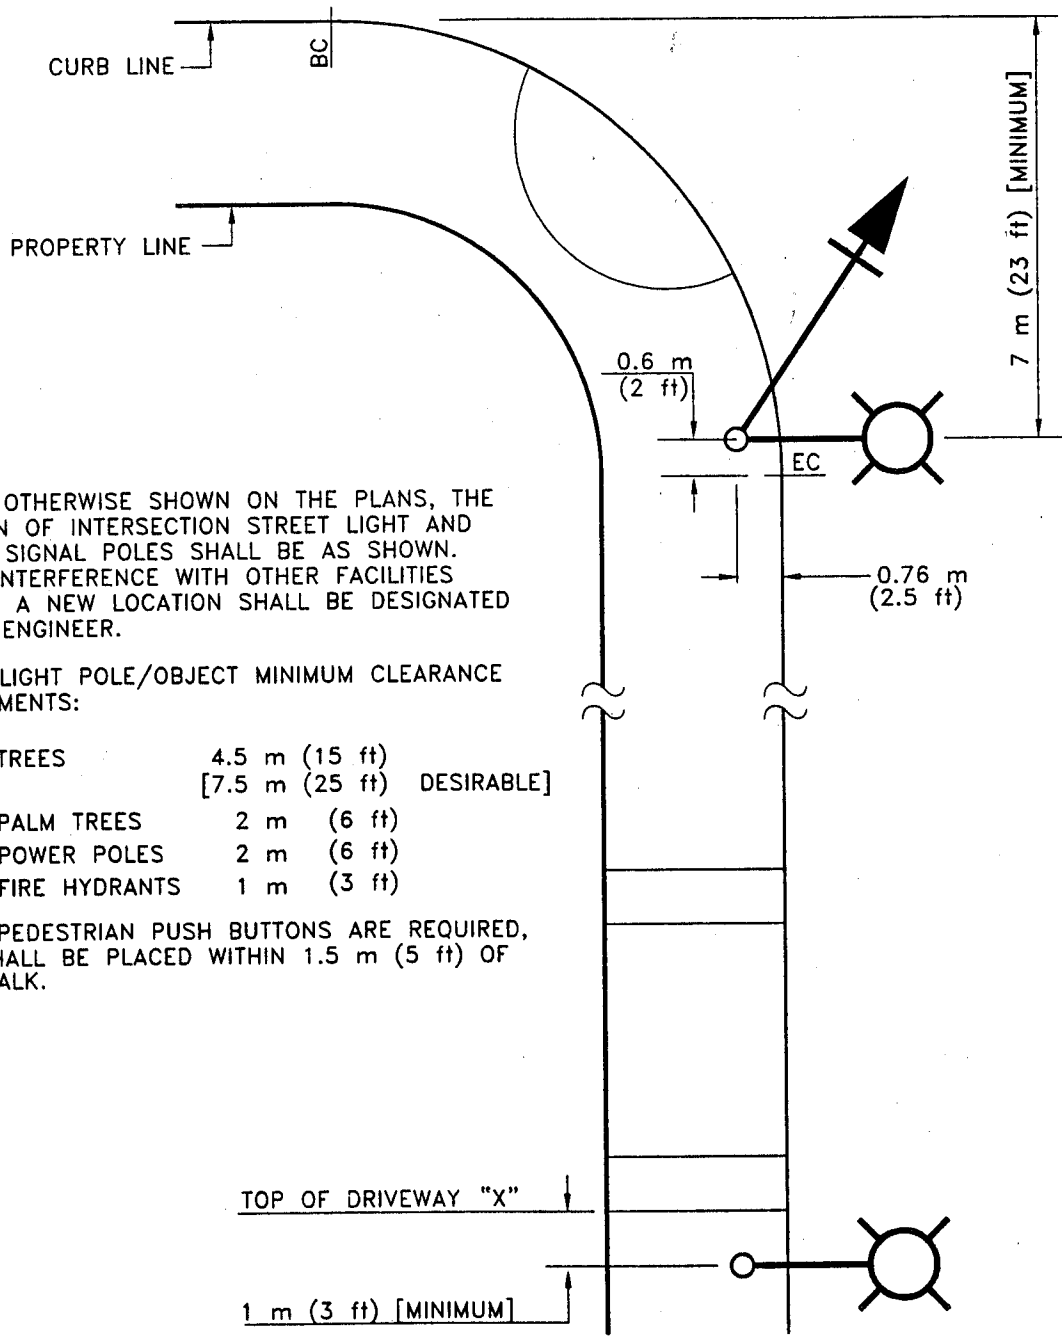 CURB LINE
BC
7 m (23 ft) [MINIMUM]
PROPERTY LINE
0.6 m
(2 ft)
EC
0.76 m
(2.5 ft)
OTHERWISE SHOWN ON THE PLANS, THE
N OF INTERSECTION STREET LIGHT AND
SIGNAL POLES SHALL BE AS SHOWN.
NTERFERENCE WITH OTHER FACILITIES
A NEW LOCATION SHALL BE DESIGNATED
ENGINEER.
LIGHT POLE/OBJECT MINIMUM CLEARANCE
MENTS:
TREES 4.5 m (15 ft)
[7.5 m (25 ft) DESIRABLE]
PALM TREES 2 m (6 ft)
POWER POLES 2 m (6 ft)
FIRE HYDRANTS 1 m (3 ft)
PEDESTRIAN PUSH BUTTONS ARE REQUIRED,
HALL BE PLACED WITHIN 1.5 m (5 ft) OF
ALK.
TOP OF DRIVEWAY "X"
1 m (3 ft) [MINIMUM]